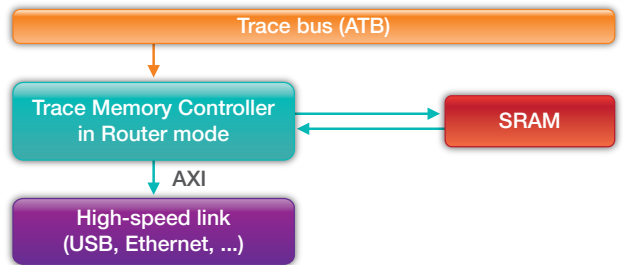 Trace bus (ATB)
Trace Memory Controller
in Router mode
SRAM
AXI
High-speed link
(USB, Ethernet, ...)